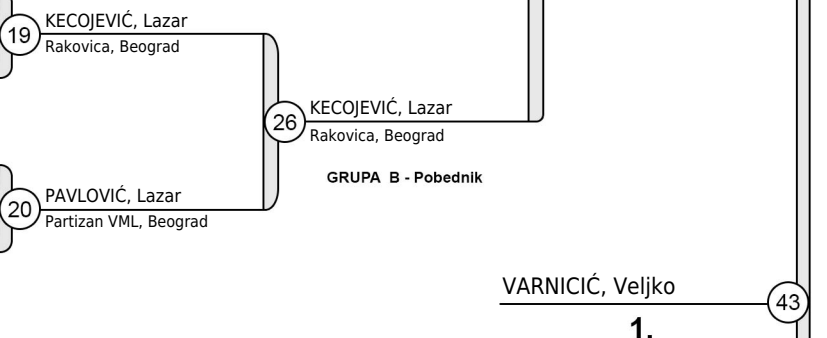 19
KECOJEVIĆ, Lazar
Rakovica, Beograd
26
KECOJEVIĆ, Lazar
Rakovica, Beograd
GRUPA B - Pobednik
20
PAVLOVIĆ, Lazar
Partizan VML, Beograd
VARNICIĆ, Veljko
43
1.